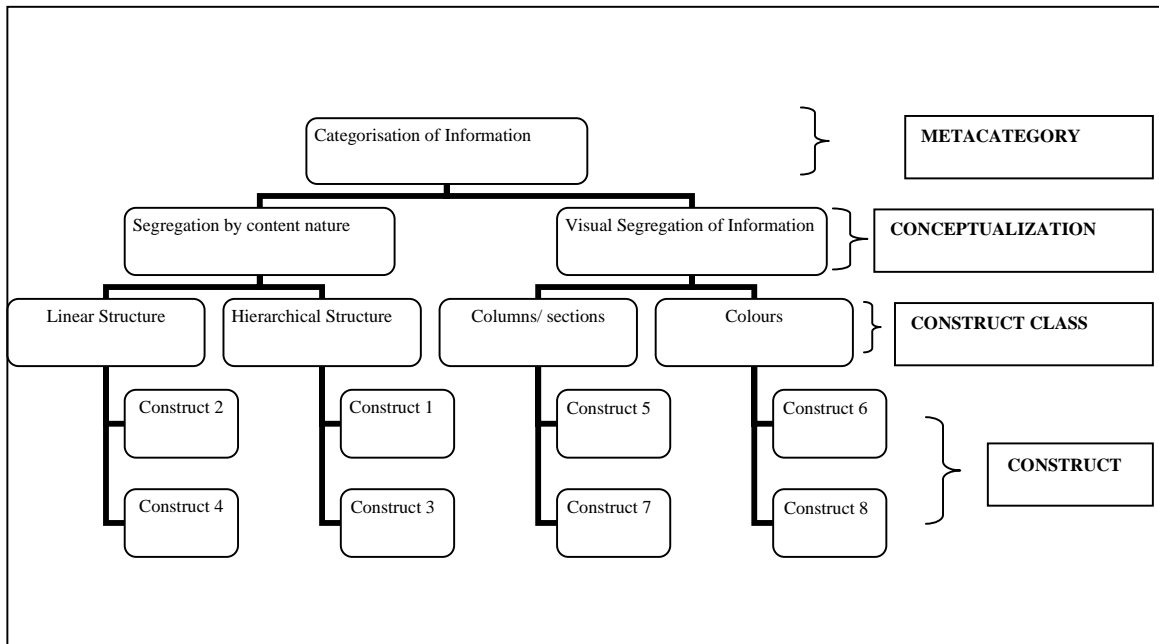 Categorisation of Information
METACATEGORY
Segregation by content nature
Visual Segregation of Information
CONCEPTUALIZATION
Linear Structure
Hierarchical Structure
Columns/ sections
Colours
CONSTRUCT CLASS
Construct 2
Construct 1
Construct 5
Construct 6
CONSTRUCT
Construct 4
Construct 3
Construct 7
Construct 8